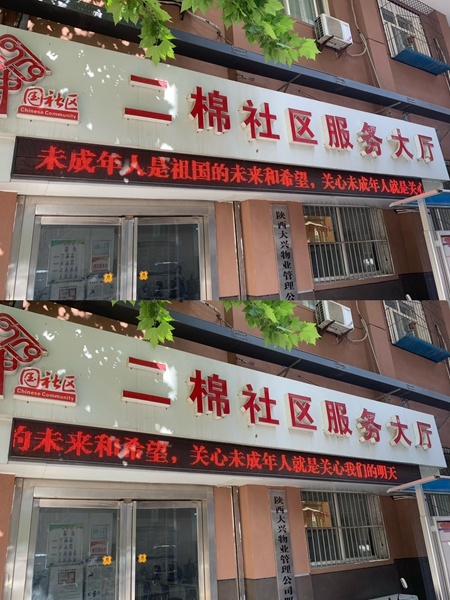 国社区
Chinese Community
二棉社区服务大厅
未成年人是祖国的未来和希望，关心未成年人就是关心
陕西大兴物业管理公
国社区
Chinese Community
二棉社区服务大厅
的未来和希望，关心未成年人就是关心我们的明天
陕西大兴物业管理公司